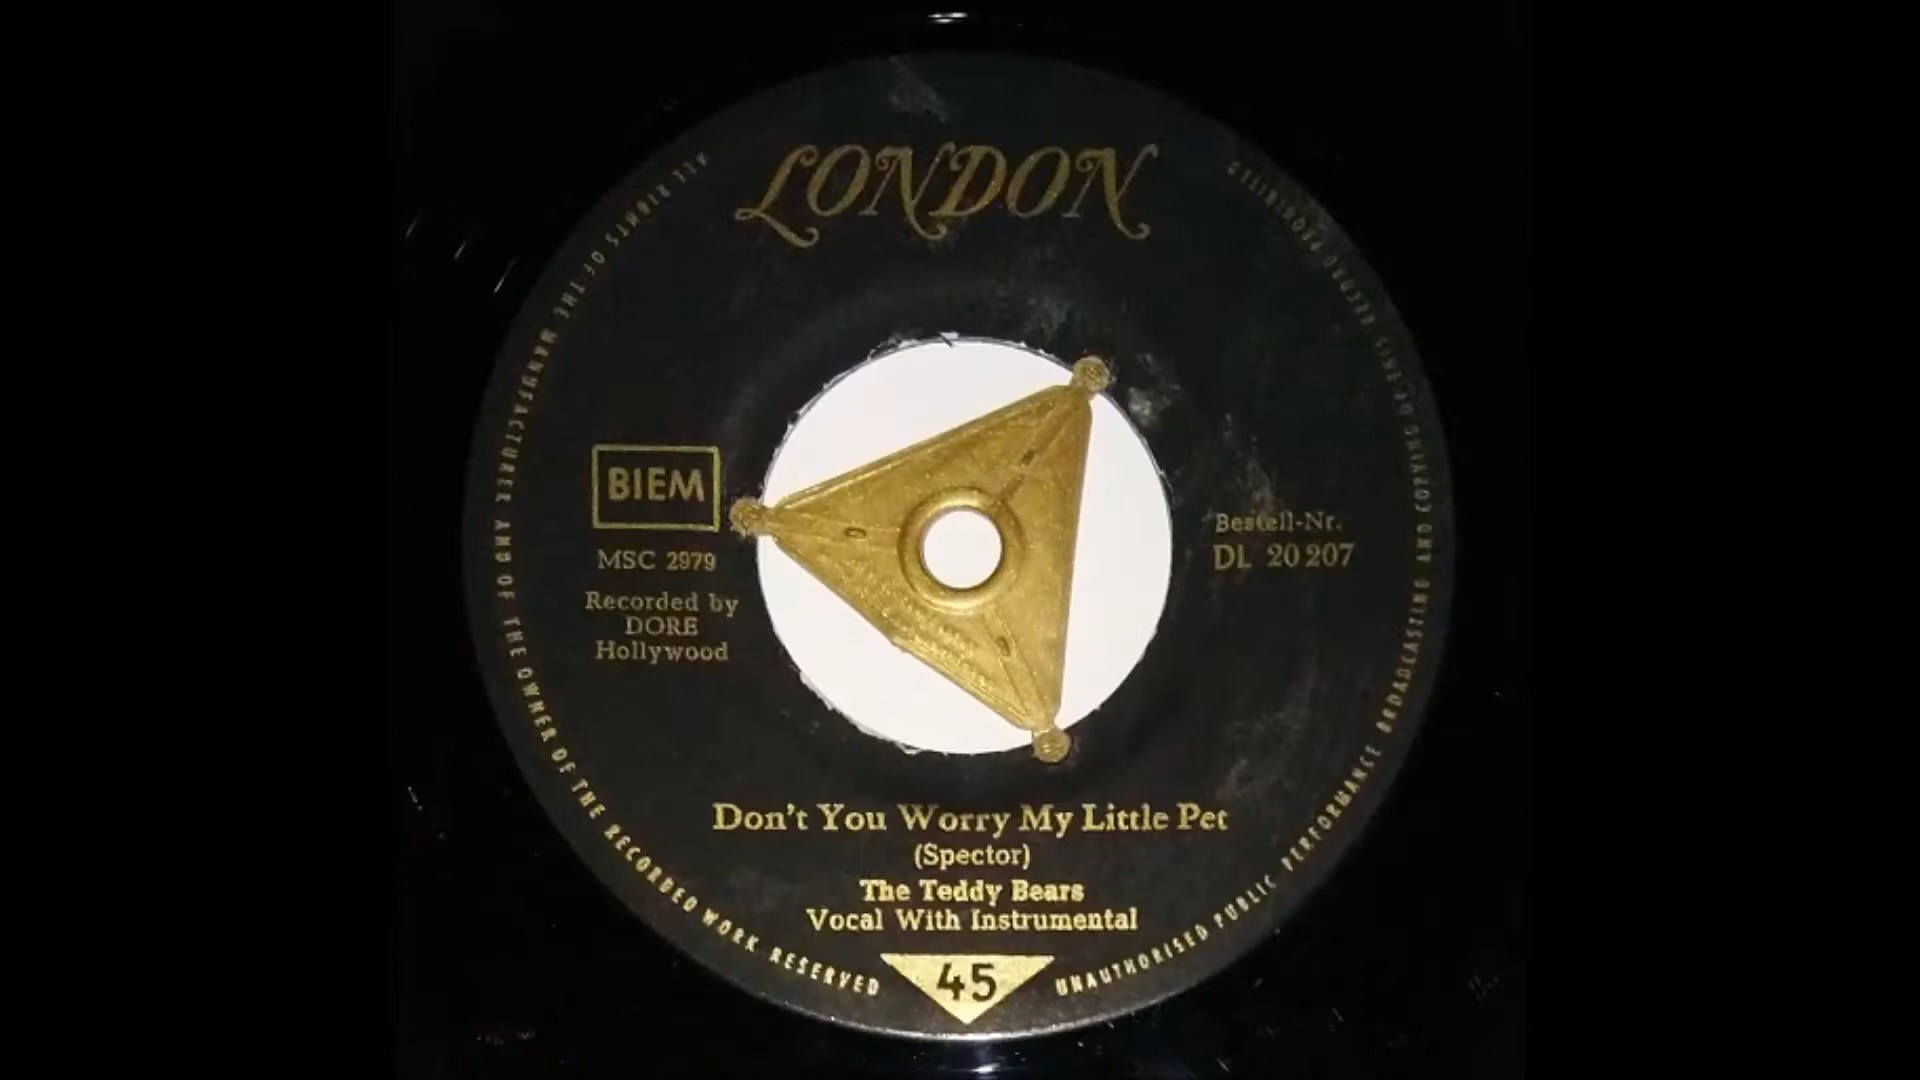 LONDON
BIEM
MSC 2979
Recorded by
DORE
Hollywood
Bestell-Nr.
DL 20 207
Don't You Worry My Little Pet
(Spector)
The Teddy Bears
Vocal With Instrumental
45
ALL RIGHTS OF THE MANUFACTURER AND OF THE OWNER OF THE RECORDED WORK RESERVED
UNAUTHORISED PUBLIC PERFORMANCE BROADCASTING AND COPYING OF THIS RECORD PROHIBITED